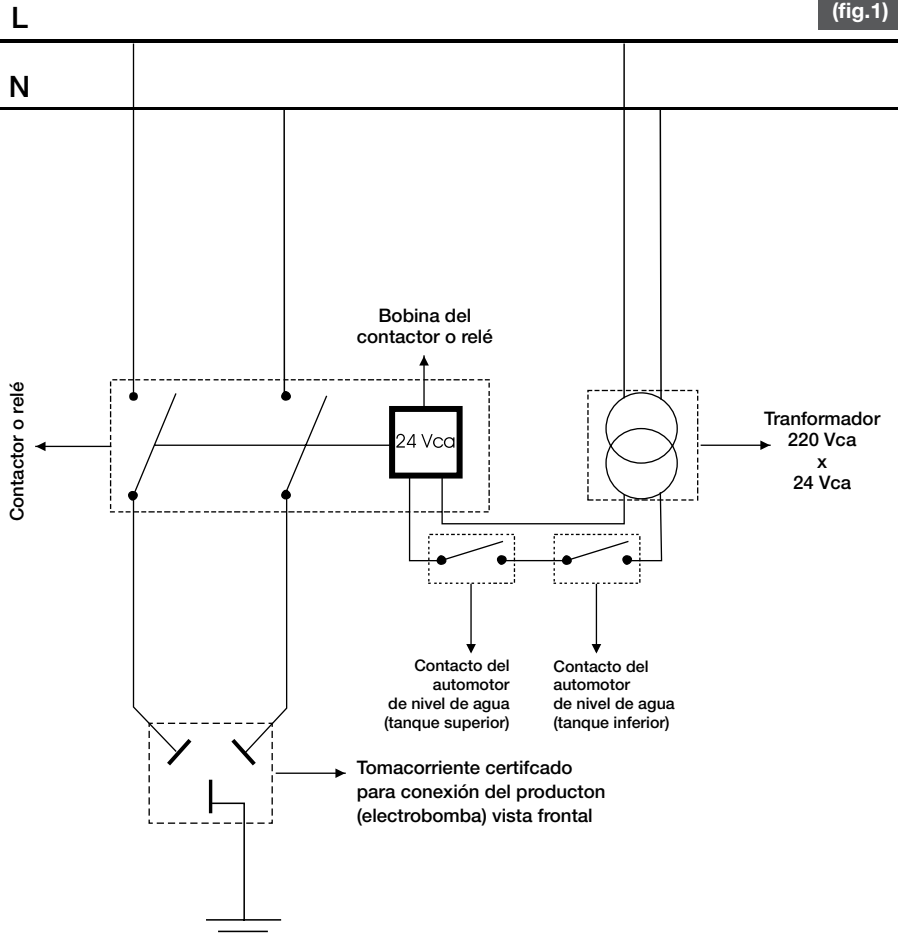 L
(fig.1)
N
Bobina del
contactor o relé
Contactor o relé
24 Vca
Tranformador
220 Vca
x
24 Vca
Contacto del
automotor
de nivel de agua
(tanque superior)
Contacto del
automotor
de nivel de agua
(tanque inferior)
Tomacorriente certifcado
para conexión del producton
(electrobomba) vista frontal